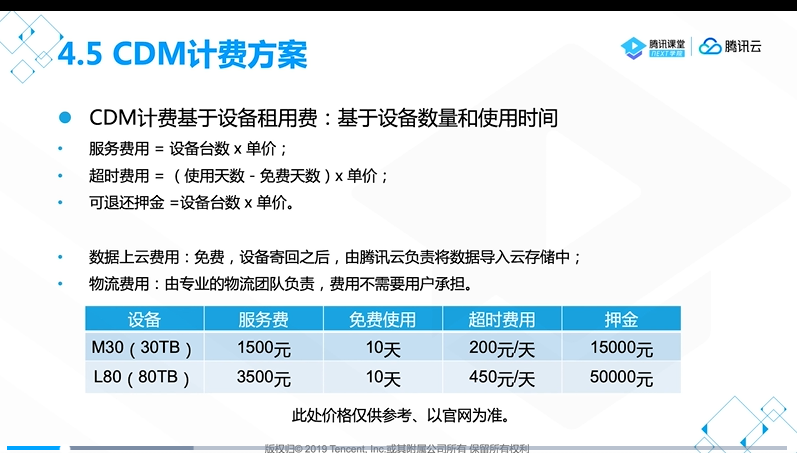 4.5 CDM计费方案
腾讯课堂
NEXT学院
腾讯云
CDM计费基于设备租用费：基于设备数量和使用时间
服务费用 = 设备台数 x 单价；
超时费用 = （使用天数 - 免费天数）x 单价；
可退还押金 =设备台数 x 单价。
数据上云费用：免费，设备寄回之后，由腾讯云负责将数据导入云存储中；
物流费用：由专业的物流团队负责，费用不需要用户承担。
设备 服务费 免费使用 超时费用 押金
M30（30TB） 1500元 10天 200元/天 15000元
L80（80TB） 3500元 10天 450元/天 50000元
此处价格仅供参考、以官网为准。
版权归© 2019 Tencent, Inc.或其附属公司所有 保留所有权利